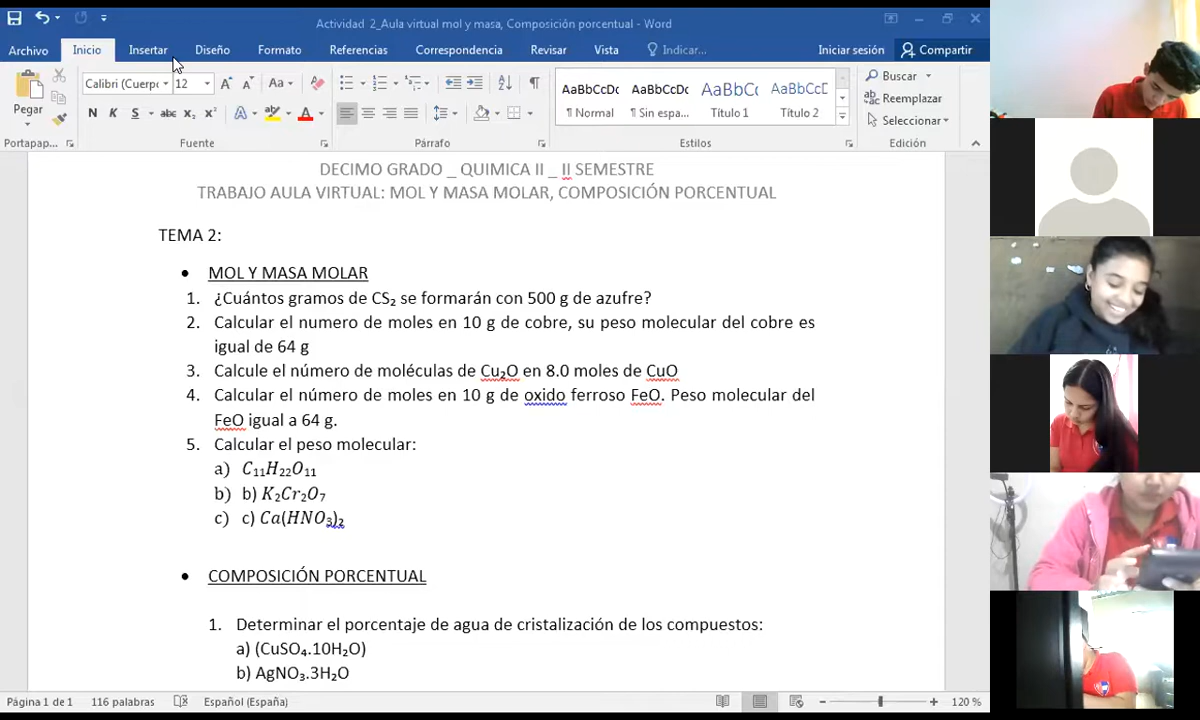 Actividad 2_Aula virtual mol y masa, Composición porcentual - Word
Archivo Inicio Insertar Diseño Formato Referencias Correspondencia Revisar Vista Indicar... Iniciar sesión Compartir
Pegar
Calibri (Cuerpo 12 Aa
N K S abc x₂ x² A A
AaBbCcDc AaBbCcDc AaBbCc AaBbCcD
¶ Normal ¶ Sin espa... Título 1 Título 2
Buscar
Reemplazar
Seleccionar
Portapap... Fuente Párrafo Estilos Edición
DECIMO GRADO _ QUIMICA II _ II SEMESTRE
TRABAJO AULA VIRTUAL: MOL Y MASA MOLAR, COMPOSICIÓN PORCENTUAL
TEMA 2:
• MOL Y MASA MOLAR
1. ¿Cuántos gramos de CS₂ se formarán con 500 g de azufre?
2. Calcular el numero de moles en 10 g de cobre, su peso molecular del cobre es
igual de 64 g
3. Calcule el número de moléculas de Cu₂O en 8.0 moles de CuO
4. Calcular el número de moles en 10 g de oxido ferroso FeO. Peso molecular del
FeO igual a 64 g.
5. Calcular el peso molecular:
a) C₁₁H₂₂O₁₁
b) b) K₂Cr₂O₇
c) c) Ca(HNO₃)₂
• COMPOSICIÓN PORCENTUAL
1. Determinar el porcentaje de agua de cristalización de los compuestos:
a) (CuSO₄.10H₂O)
b) AgNO₃.3H₂O
Página 1 de 1 116 palabras Español (España) 120 %